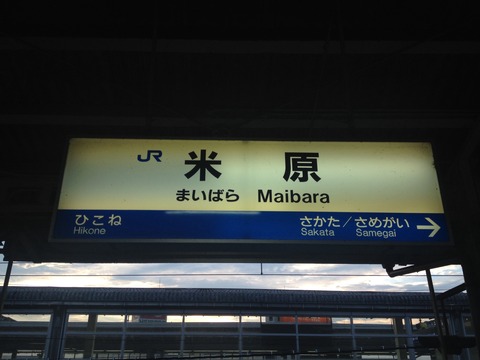 JR 米原
まいばら Maibara
ひこね さかた/さめがい →
Hikone Sakata Samegai